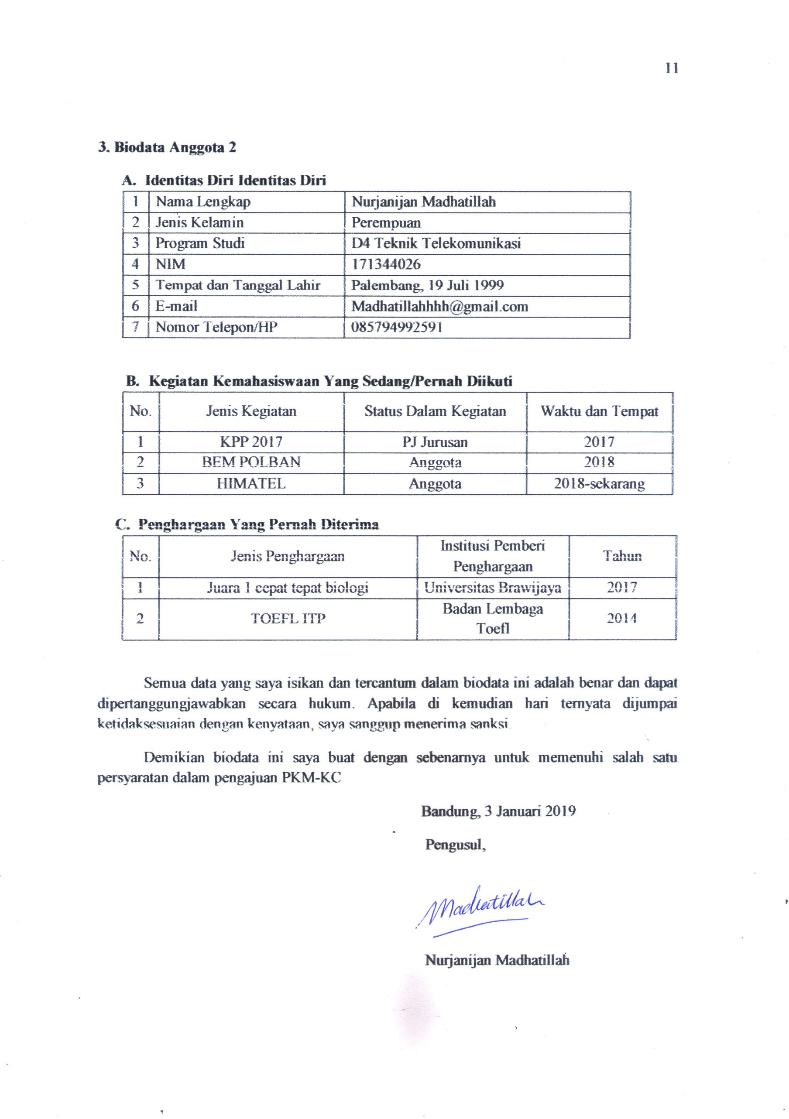 11
3. Biodata Anggota 2
A. Identitas Diri Identitas Diri
1 Nama Lengkap Nurjanijan Madhatillah
2 Jenis Kelamin Perempuan
3 Program Studi D4 Teknik Telekomunikasi
4 NIM 171344026
5 Tempat dan Tanggal Lahir Palembang, 19 Juli 1999
6 E-mail Madhatillahhhh@gmail.com
7 Nomor Telepon/HP 085794992591
B. Kegiatan Kemahasiswaan Yang Sedang/Pernah Diikuti
No. Jenis Kegiatan Status Dalam Kegiatan Waktu dan Tempat
1 KPP 2017 PJ Jurusan 2017
2 BEM POLBAN Anggota 2018
3 HIMATEL Anggota 2018-sekarang
C. Penghargaan Yang Pernah Diterima
No. Jenis Penghargaan Institusi Pemberi Penghargaan Tahun
1 Juara 1 cepat tepat biologi Universitas Brawijaya 2017
2 TOEFL ITP Badan Lembaga Toefl 2014
Semua data yang saya isikan dan tercantum dalam biodata ini adalah benar dan dapat
dipertanggungjawabkan secara hukum. Apabila di kemudian hari ternyata dijumpai
ketidaksesuaian dengan kenyataan, saya sanggup menerima sanksi.
Demikian biodata ini saya buat dengan sebenarnya untuk memenuhi salah satu
persyaratan dalam pengajuan PKM-KC
Bandung, 3 Januari 2019
Pengusul,
Madhatillah
Nurjanijan Madhatillah